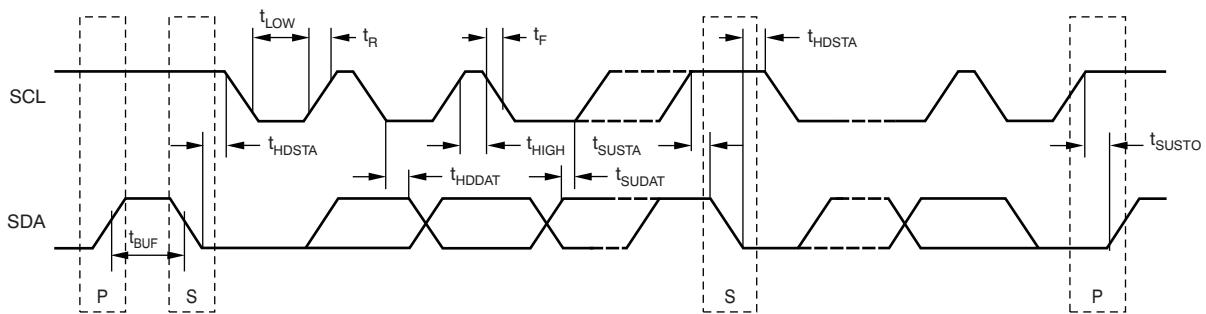 tLOW
tR
tF
tHDSTA
SCL
tHDSTA
tHIGH
tSUSTA
tSUSTO
tHDDAT
tSUDAT
SDA
tBUF
P
S
S
P